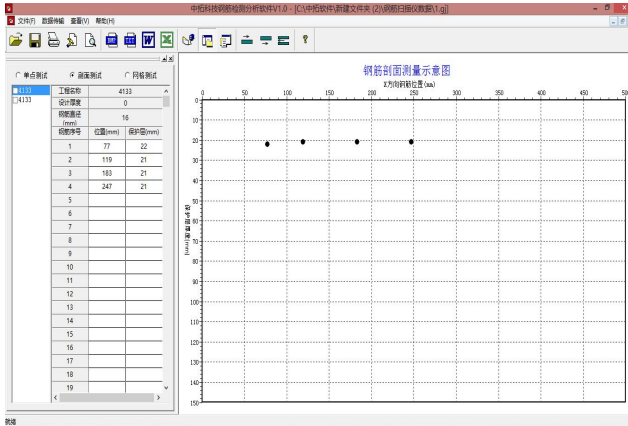 中拓科技钢筋检测分析软件V1.0 - [C:\中拓软件\新建文件夹 (2)\钢筋扫描仪数据\1.gj]
文件(F) 数据传输 查看(V) 帮助(H)
单点测试 剖面测试 网格测试
4133
4133
工程名称 4133
设计厚度 0
钢筋直径(mm) 16
钢筋序号 位置(mm) 保护层(mm)
1 77 22
2 119 21
3 183 21
4 247 21
5
6
7
8
9
10
11
12
13
14
15
16
17
18
19
钢筋剖面测量示意图
X方向钢筋位置(mm)
0 50 100 150 200 250 300 350 400 450 500
保护层厚度(mm)
0
10
20
30
40
50
60
70
80
90
100
110
120
130
140
150
就绪